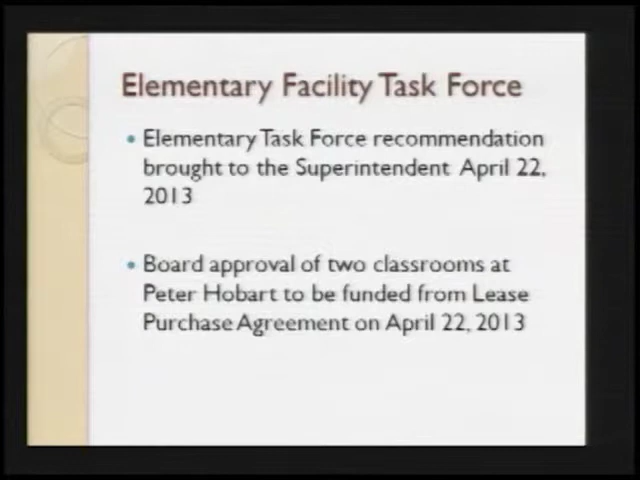 Elementary Facility Task Force
• Elementary Task Force recommendation
brought to the Superintendent April 22,
2013
• Board approval of two classrooms at
Peter Hobart to be funded from Lease
Purchase Agreement on April 22, 2013